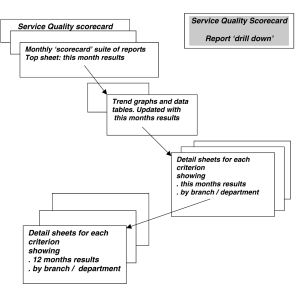 Service Quality Scorecard
Report ‘drill down’
Service Quality scorecard
Monthly ‘scorecard’ suite of reports
Top sheet: this month results
Trend graphs and data
tables. Updated with
this months results
Detail sheets for each
criterion
showing
. this months results
. by branch / department
Detail sheets for each
criterion
showing
. 12 months results
. by branch / department